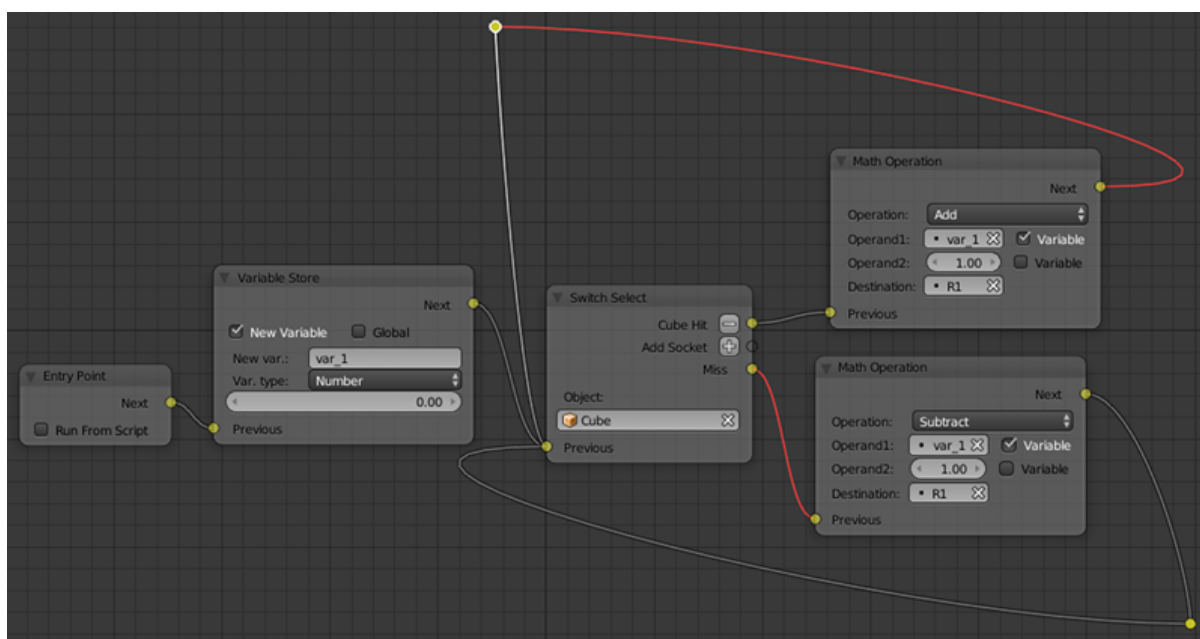 Entry Point
Next
Run From Script
Variable Store
Next
New Variable Global
New var.: var_1
Var. type: Number
0.00
Previous
Switch Select
Cube Hit
Add Socket
Miss
Object:
Cube
Previous
Math Operation
Next
Operation: Add
Operand1: var_1 Variable
Operand2: 1.00 Variable
Destination: R1
Previous
Math Operation
Next
Operation: Subtract
Operand1: var_1 Variable
Operand2: 1.00 Variable
Destination: R1
Previous